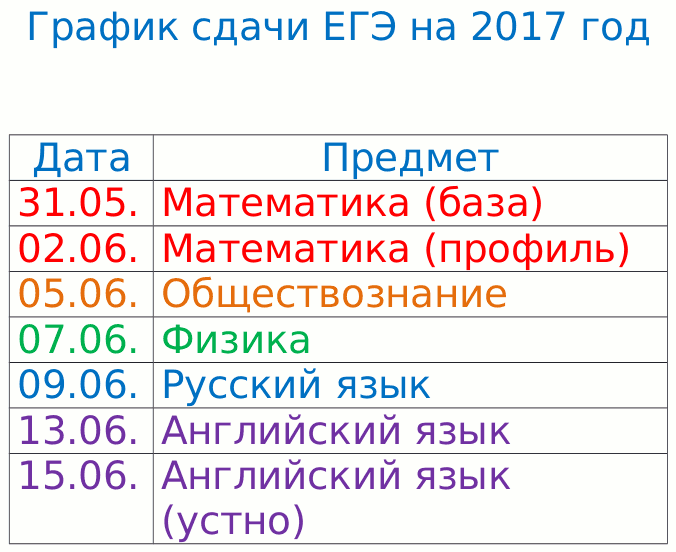 График сдачи ЕГЭ на 2017 год
Дата Предмет
31.05. Математика (база)
02.06. Математика (профиль)
05.06. Обществознание
07.06. Физика
09.06. Русский язык
13.06. Английский язык
15.06. Английский язык
(устно)